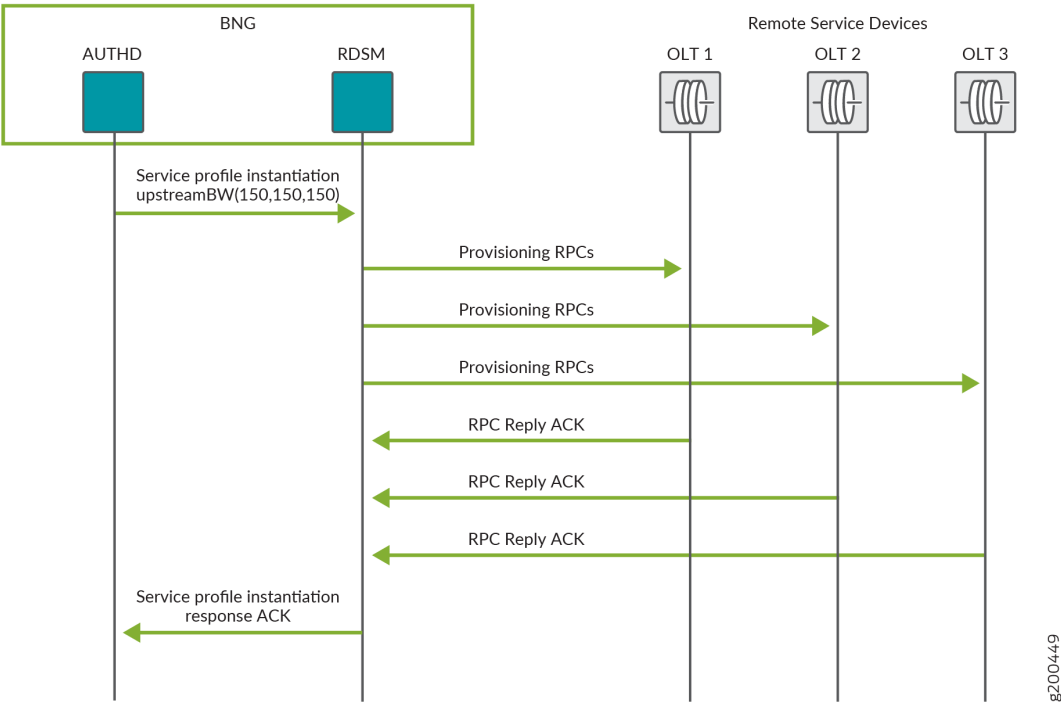 BNG
Remote Service Devices
AUTHD
RDSM
OLT 1
OLT 2
OLT 3
Service profile instantiation
upstreamBW(150,150,150)
Provisioning RPCs
Provisioning RPCs
Provisioning RPCs
RPC Reply ACK
RPC Reply ACK
RPC Reply ACK
Service profile instantiation
response ACK
g200449